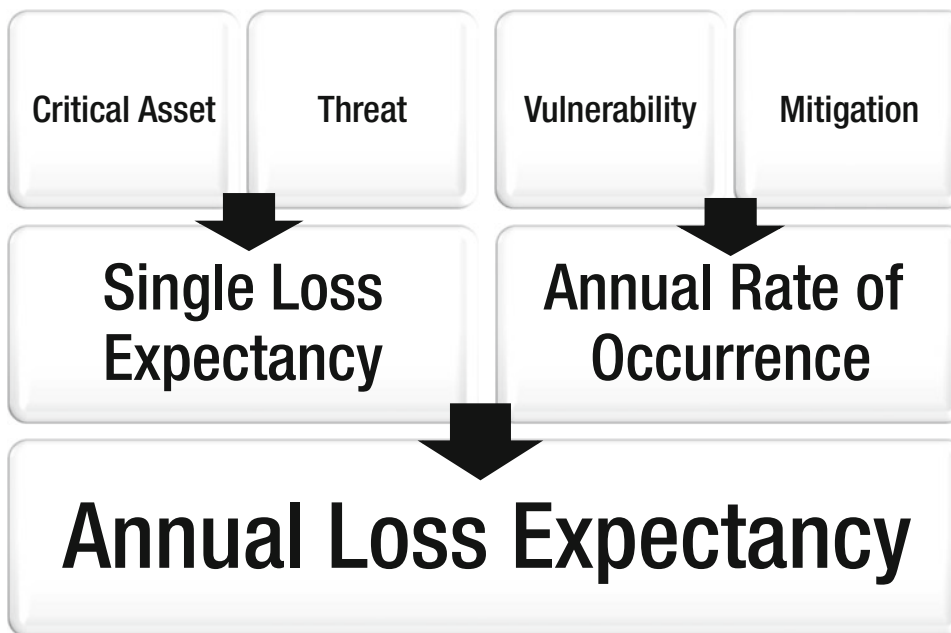 Critical Asset
Threat
Vulnerability
Mitigation
Single Loss
Expectancy
Annual Rate of
Occurrence
Annual Loss Expectancy